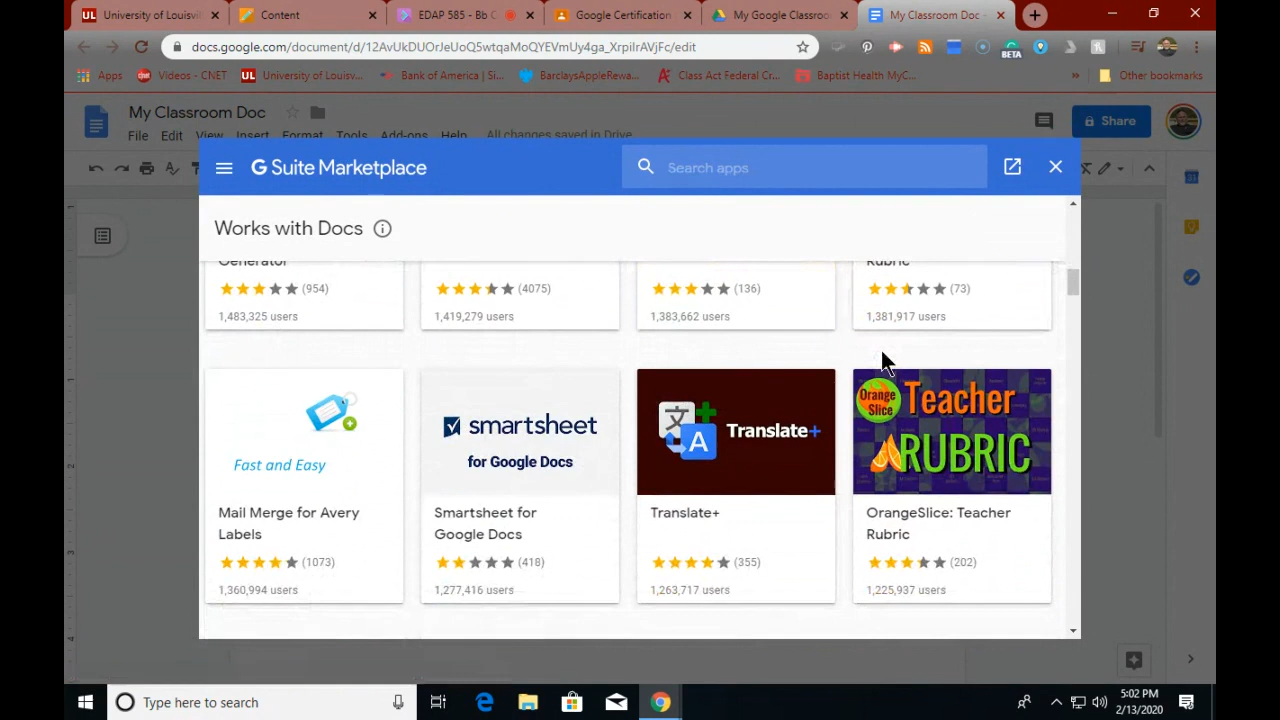 University of Louisvi
Content
EDAP 585 - Bb C
Google Certification
My Google Classroo
My Classroom Doc -
docs.google.com/document/d/12AvUkDUOrJeUoQ5wtqaMoQYEVmUy4ga_XrpiIrAVjFc/edit
BETA
Apps
Videos - CNET
University of Louisv...
Bank of America | Si...
BarclaysAppleRewa...
Class Act Federal Cr...
Baptist Health MyC...
»
Other bookmarks
My Classroom Doc
File Edit View Insert Format Tools Add-ons Help All changes saved in Drive
Share
G Suite Marketplace
Search apps
Works with Docs
Generator
Rubric
(954)
(4075)
(136)
(73)
1,483,325 users
1,419,279 users
1,383,662 users
1,381,917 users
Fast and Easy
smartsheet
for Google Docs
Translate+
Orange
Slice
Teacher
RUBRIC
Mail Merge for Avery
Labels
Smartsheet for
Google Docs
Translate+
OrangeSlice: Teacher
Rubric
(1073)
(418)
(355)
(202)
1,360,994 users
1,277,416 users
1,263,717 users
1,225,937 users
Type here to search
5:02 PM
2/13/2020